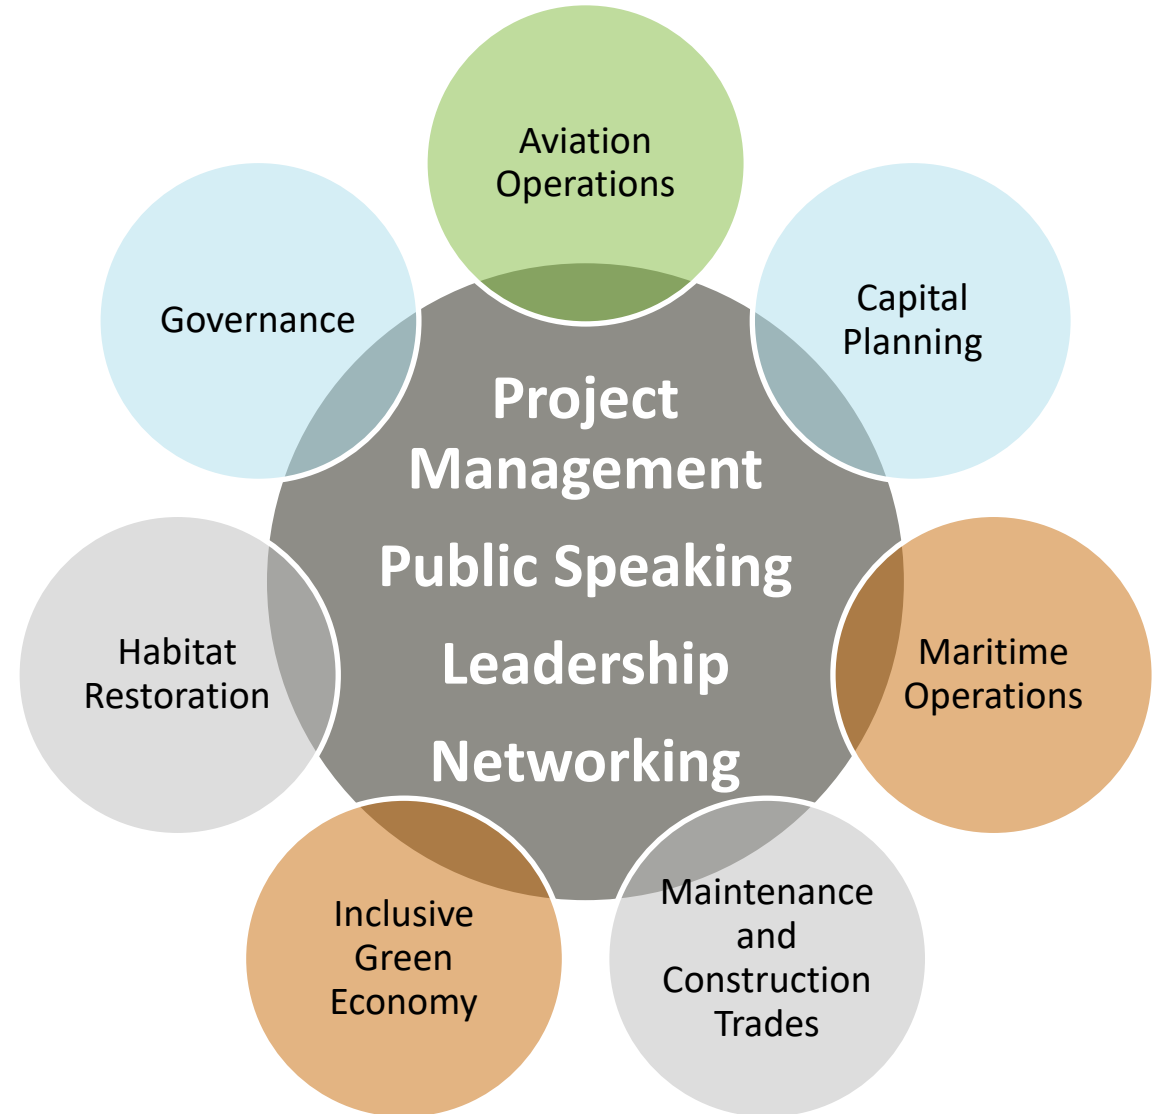 Aviation
Operations
Governance
Capital
Planning
Project
Management
Public Speaking
Leadership
Networking
Habitat
Restoration
Maritime
Operations
Inclusive
Green
Economy
Maintenance
and
Construction
Trades